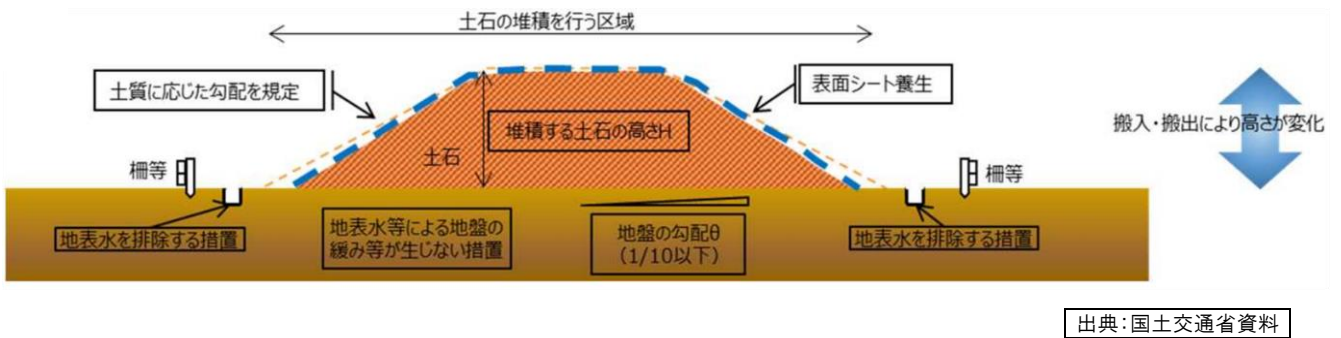 土石の堆積を行う区域
土質に応じた勾配を規定
表面シート養生
堆積する土石の高さH
搬入・搬出により高さが変化
土石
柵等
柵等
地表水を排除する措置
地表水等による地盤の
緩み等が生じない措置
地盤の勾配θ
（1/10以下）
地表水を排除する措置
出典：国土交通省資料